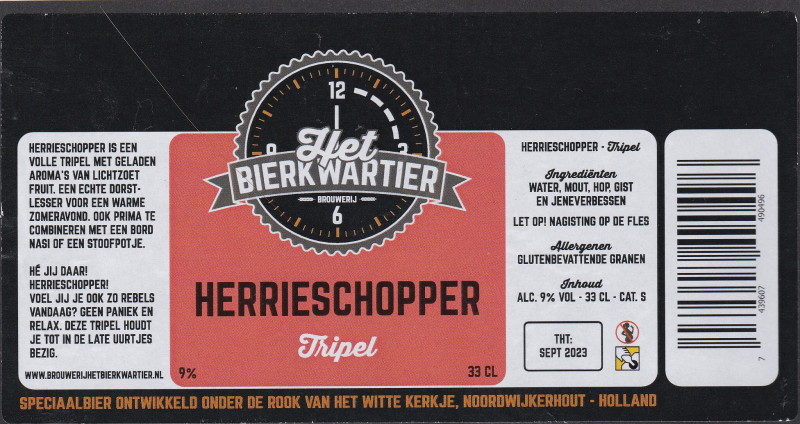 12
9
3
Het
BIERKWARTIER
BROUWERIJ
6
HERRIESCHOPPER
Tripel
9%
33 CL
HERRIESCHOPPER IS EEN
VOLLE TRIPEL MET GELADEN
AROMA'S VAN LICHTZOET
FRUIT. EEN ECHTE DORST-
LESSER VOOR EEN WARME
ZOMERAVOND. OOK PRIMA TE
COMBINEREN MET EEN BORD
NASI OF EEN STOOFPOTJE.
HÉ JIJ DAAR!
HERRIESCHOPPER!
VOEL JIJ JE OOK ZO REBELS
VANDAAG? GEEN PANIEK EN
RELAX. DEZE TRIPEL HOUDT
JE TOT IN DE LATE UURTJES
BEZIG.
WWW.BROUWERIJHETBIERKWARTIER.NL
HERRIESCHOPPER - Tripel
Ingrediënten
WATER, MOUT, HOP, GIST
EN JENEVERBESSEN
LET OP! NAGISTING OP DE FLES
Allergenen
GLUTENBEVATTENDE GRANEN
Inhoud
ALC. 9% VOL - 33 CL - CAT. S
THT:
SEPT 2023
7 439607 490496
SPECIAALBIER ONTWIKKELD ONDER DE ROOK VAN HET WITTE KERKJE, NOORDWIJKERHOUT - HOLLAND